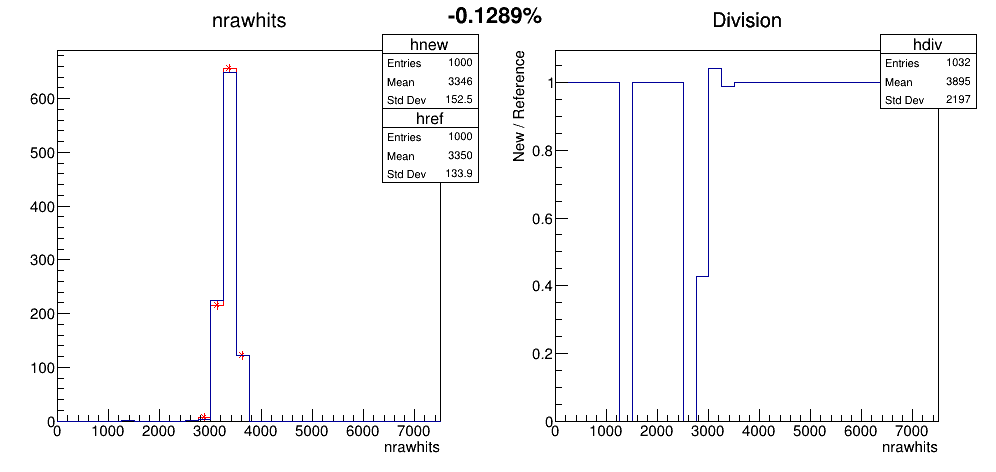 -0.1289%
nrawhits
hnew
Entries 1000
Mean 3346
Std Dev 152.5
href
Entries 1000
Mean 3350
Std Dev 133.9
600
500
400
300
200
100
0
0 1000 2000 3000 4000 5000 6000 7000
nrawhits
Division
hdiv
Entries 1032
Mean 3895
Std Dev 2197
New / Reference
1
0.8
0.6
0.4
0.2
0
0 1000 2000 3000 4000 5000 6000 7000
nrawhits